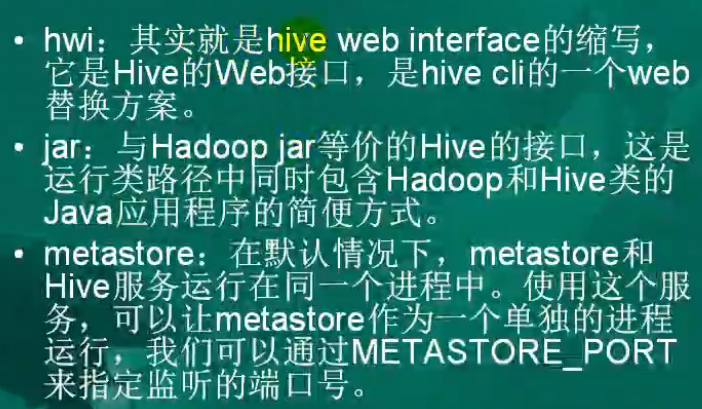 • hwi：其实就是hive web interface的缩写，
它是Hive的Web接口，是hive cli的一个web
替换方案。
• jar：与Hadoop jar等价的Hive的接口，这是
运行类路径中同时包含Hadoop和Hive类的
Java应用程序的简便方式。
• metastore：在默认情况下，metastore和
Hive服务运行在同一个进程中。使用这个服
务，可以让metastore作为一个单独的进程
运行，我们可以通过METASTORE_PORT
来指定监听的端口号。